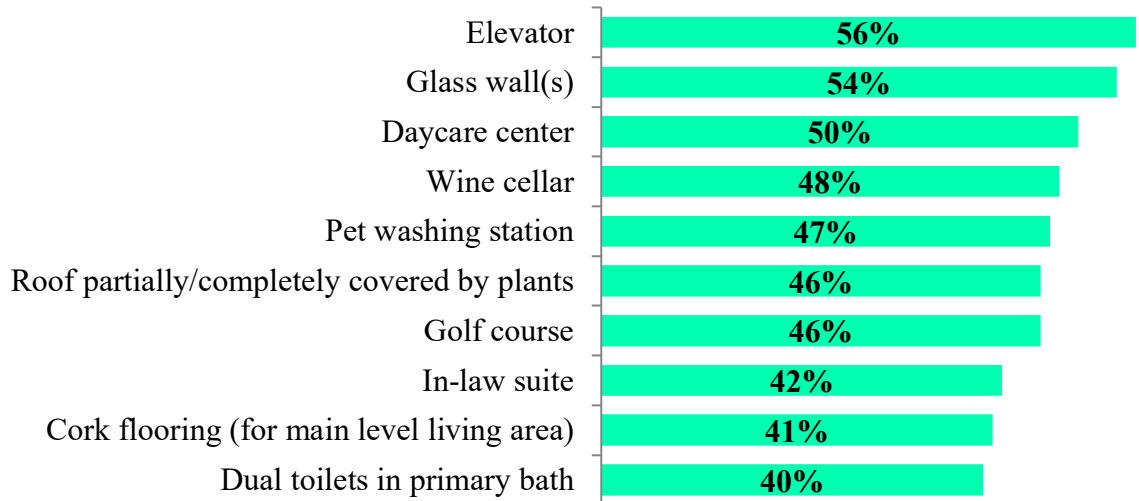 Elevator 56%
Glass wall(s) 54%
Daycare center 50%
Wine cellar 48%
Pet washing station 47%
Roof partially/completely covered by plants 46%
Golf course 46%
In-law suite 42%
Cork flooring (for main level living area) 41%
Dual toilets in primary bath 40%